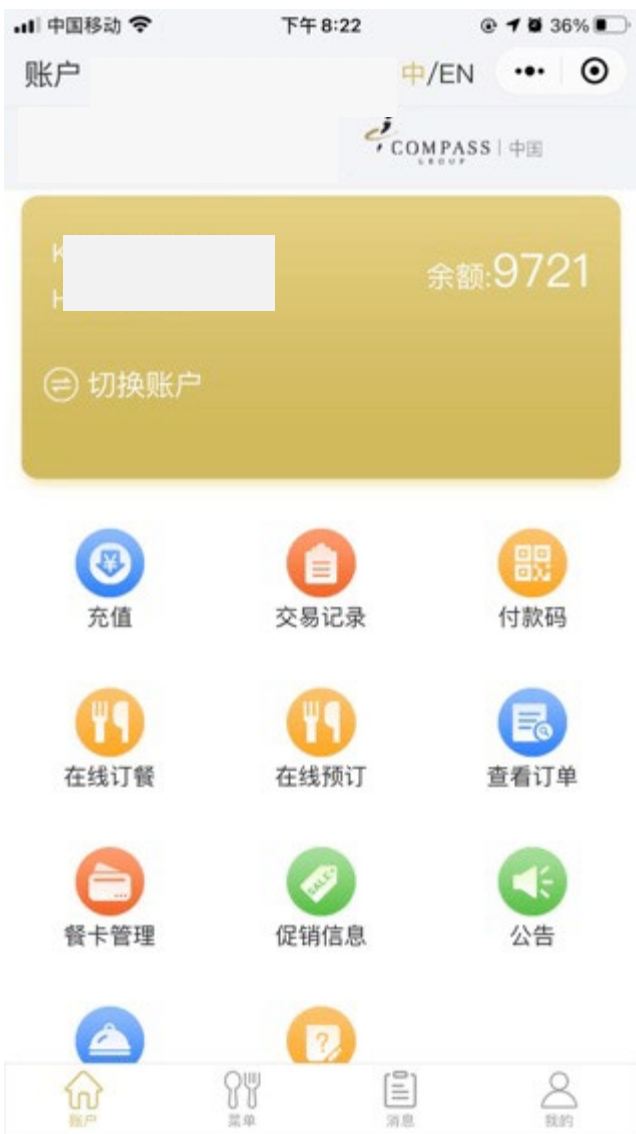 中国移动 下午8:22 36%
账户 中/EN
COMPASS 中国
GROUP
K
余额:9721
H
切换账户
充值 交易记录 付款码
在线订餐 在线预订 查看订单
SALE
餐卡管理 促销信息 公告
账户 菜单 消息 我的